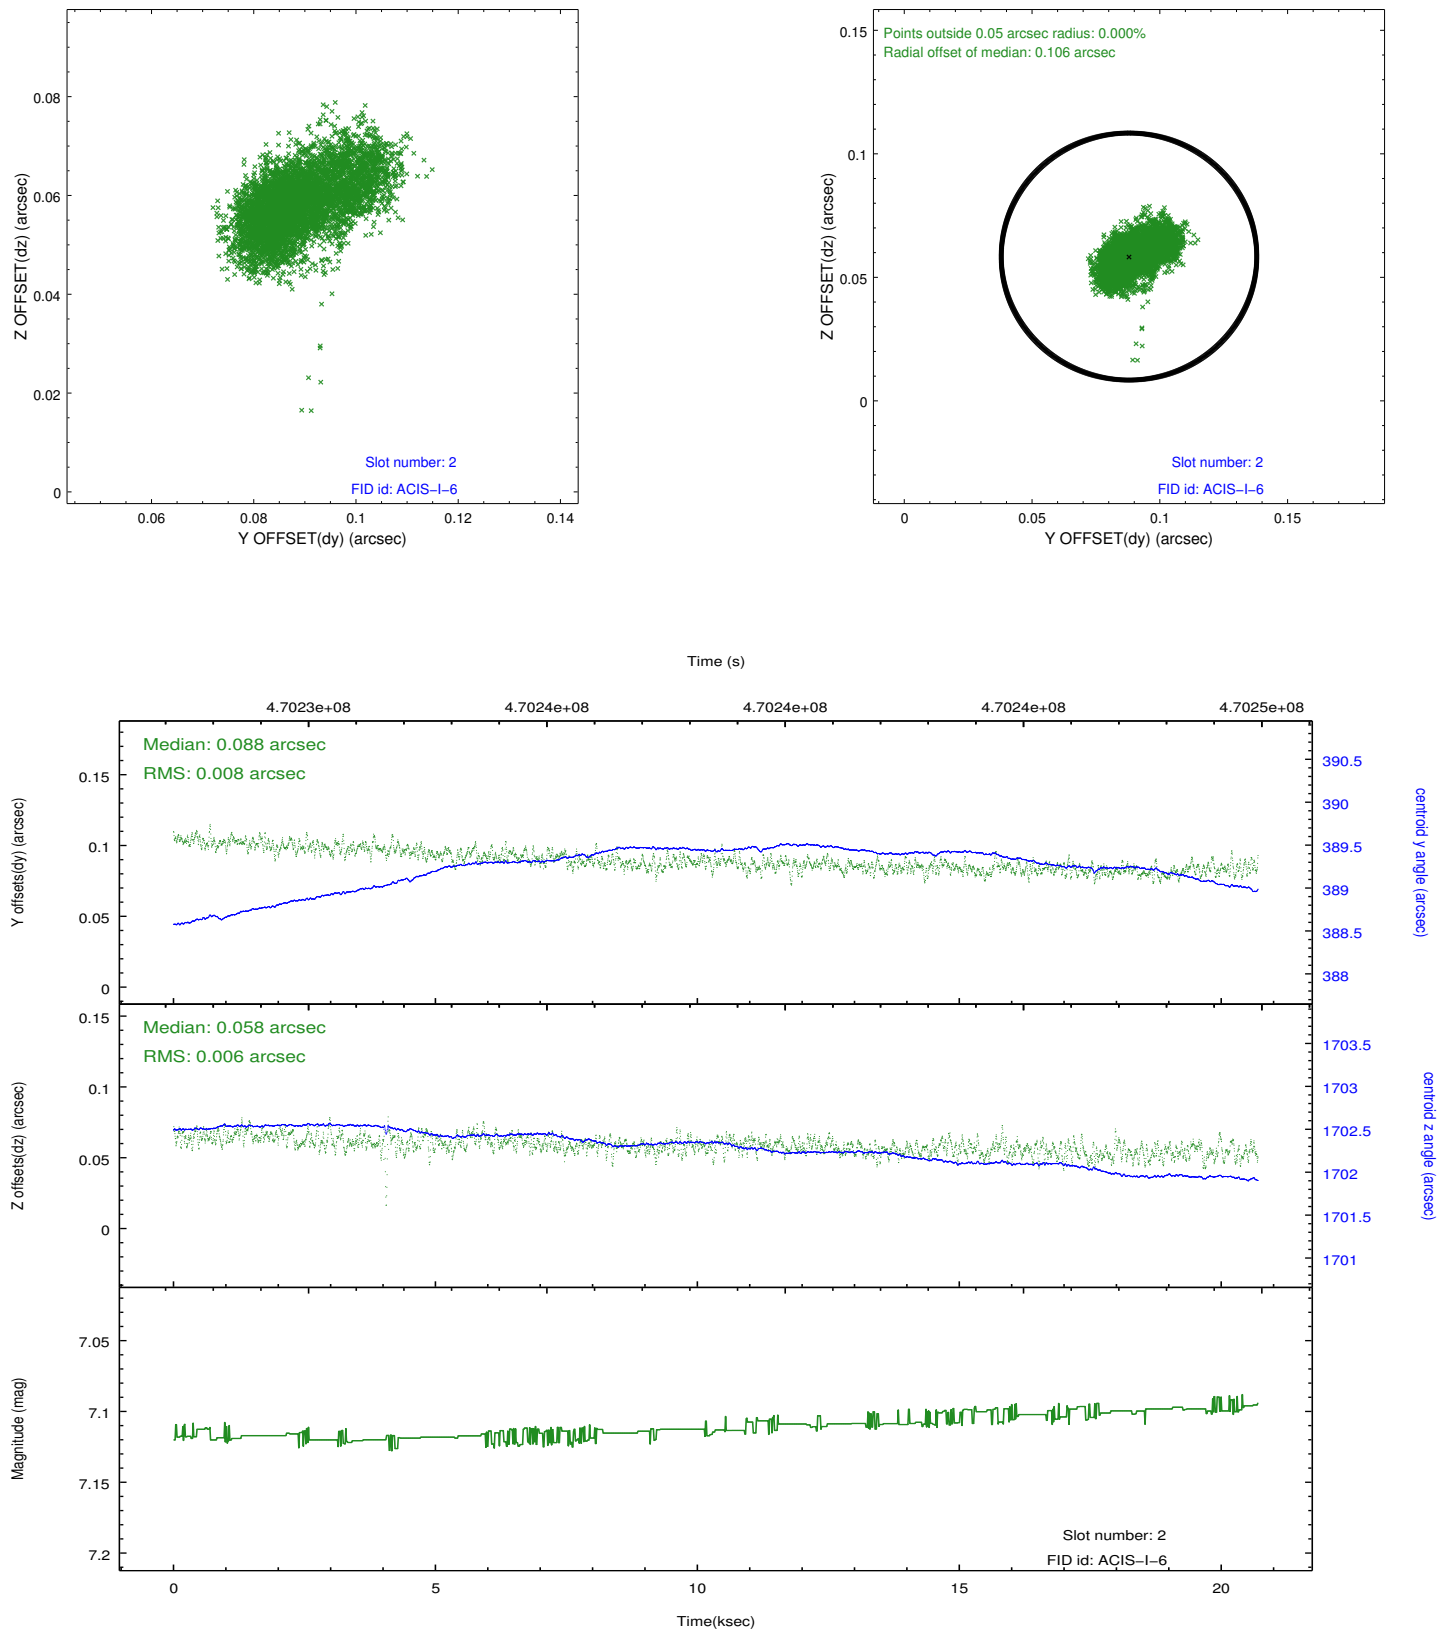 0.08
0.06
0.04
0.02
0
Z OFFSET(dz) (arcsec)
Slot number: 2
FID id: ACIS−I−6
0.06 0.08 0.1 0.12 0.14
Y OFFSET(dy) (arcsec)
Points outside 0.05 arcsec radius: 0.000%
Radial offset of median: 0.106 arcsec
0.15
0.1
0.05
0
Z OFFSET(dz) (arcsec)
Slot number: 2
FID id: ACIS−I−6
0 0.05 0.1 0.15
Y OFFSET(dy) (arcsec)
Time (s)
4.7023e+08 4.7024e+08 4.7024e+08 4.7024e+08 4.7025e+08
Median: 0.088 arcsec
RMS: 0.008 arcsec
0.15
0.1
0.05
0
Y offsets(dy) (arcsec)
390.5
390
389.5
389
388.5
388
centroid y angle (arcsec)
Median: 0.058 arcsec
RMS: 0.006 arcsec
0.15
0.1
0.05
0
Z offsets(dz) (arcsec)
1703.5
1703
1702.5
1702
1701.5
1701
centroid z angle (arcsec)
7.05
7.1
7.15
7.2
Magnitude (mag)
Slot number: 2
FID id: ACIS−I−6
0 5 10 15 20
Time(ksec)